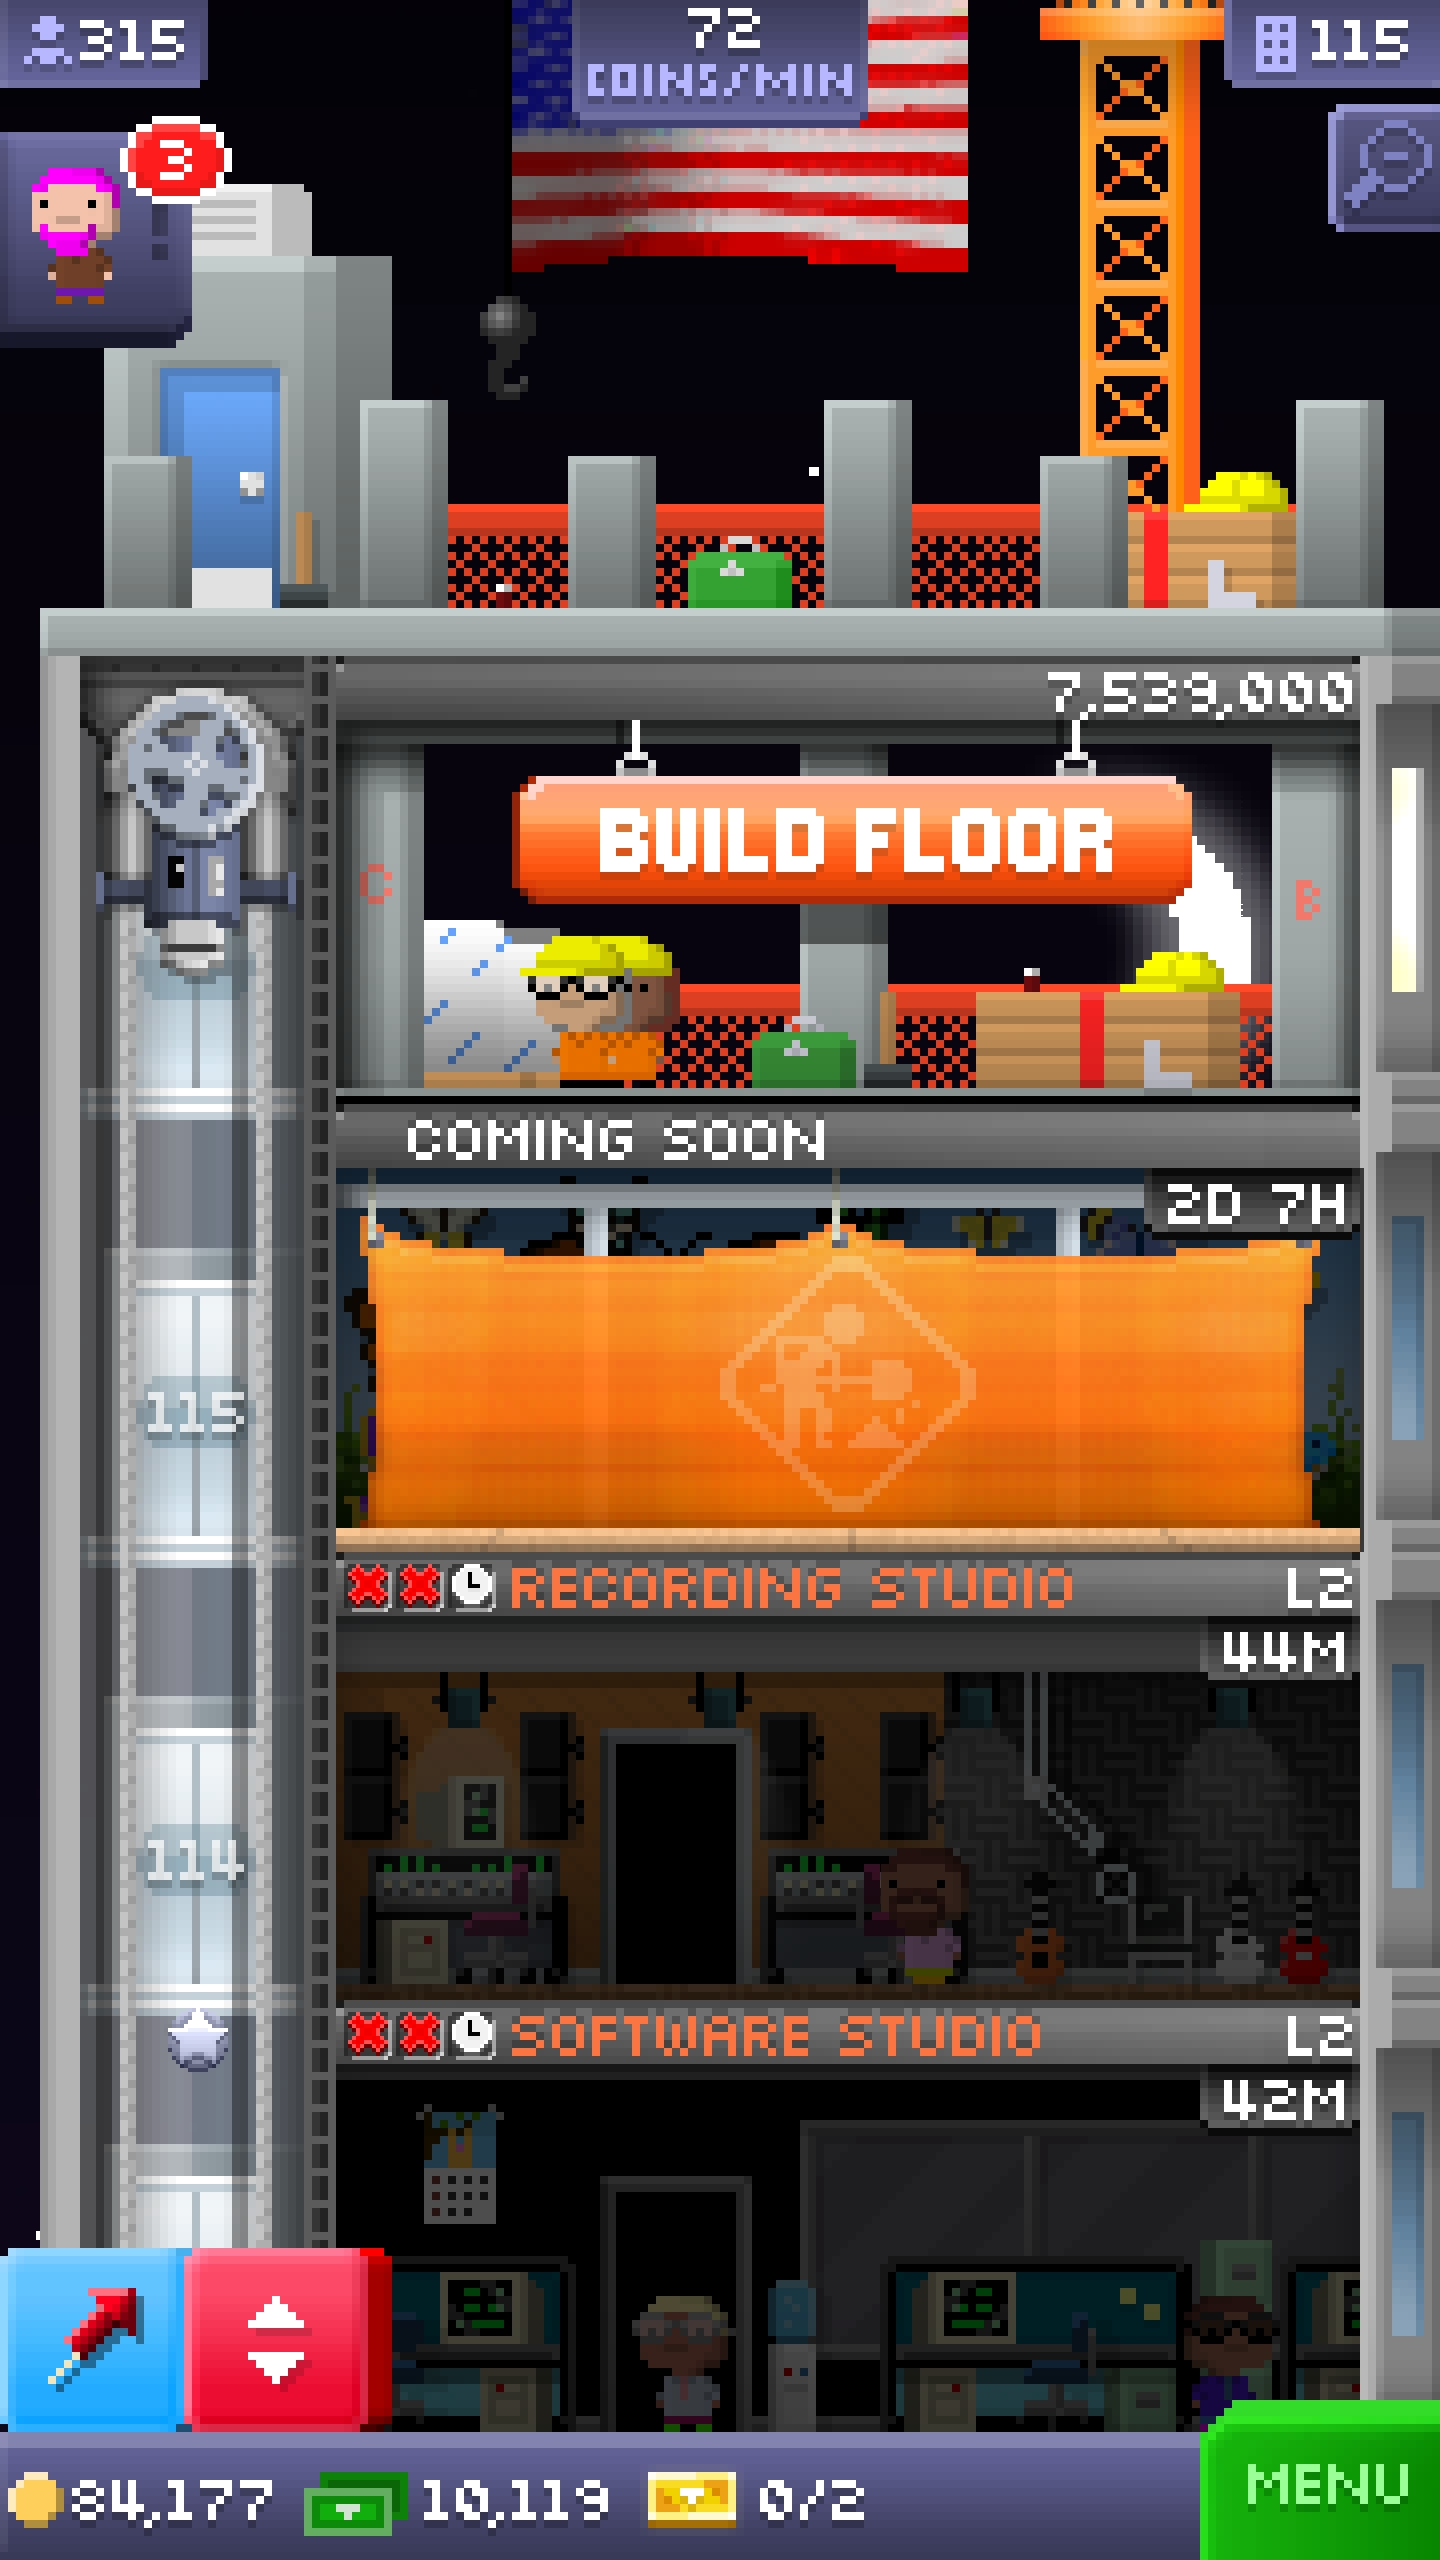 315
72
COINS/MIN
115
3
7,539,000
BUILD FLOOR
C
B
COMING SOON
2D 7H
115
RECORDING STUDIO
L2
44M
114
SOFTWARE STUDIO
L2
42M
84,177
10,119
0/2
MENU